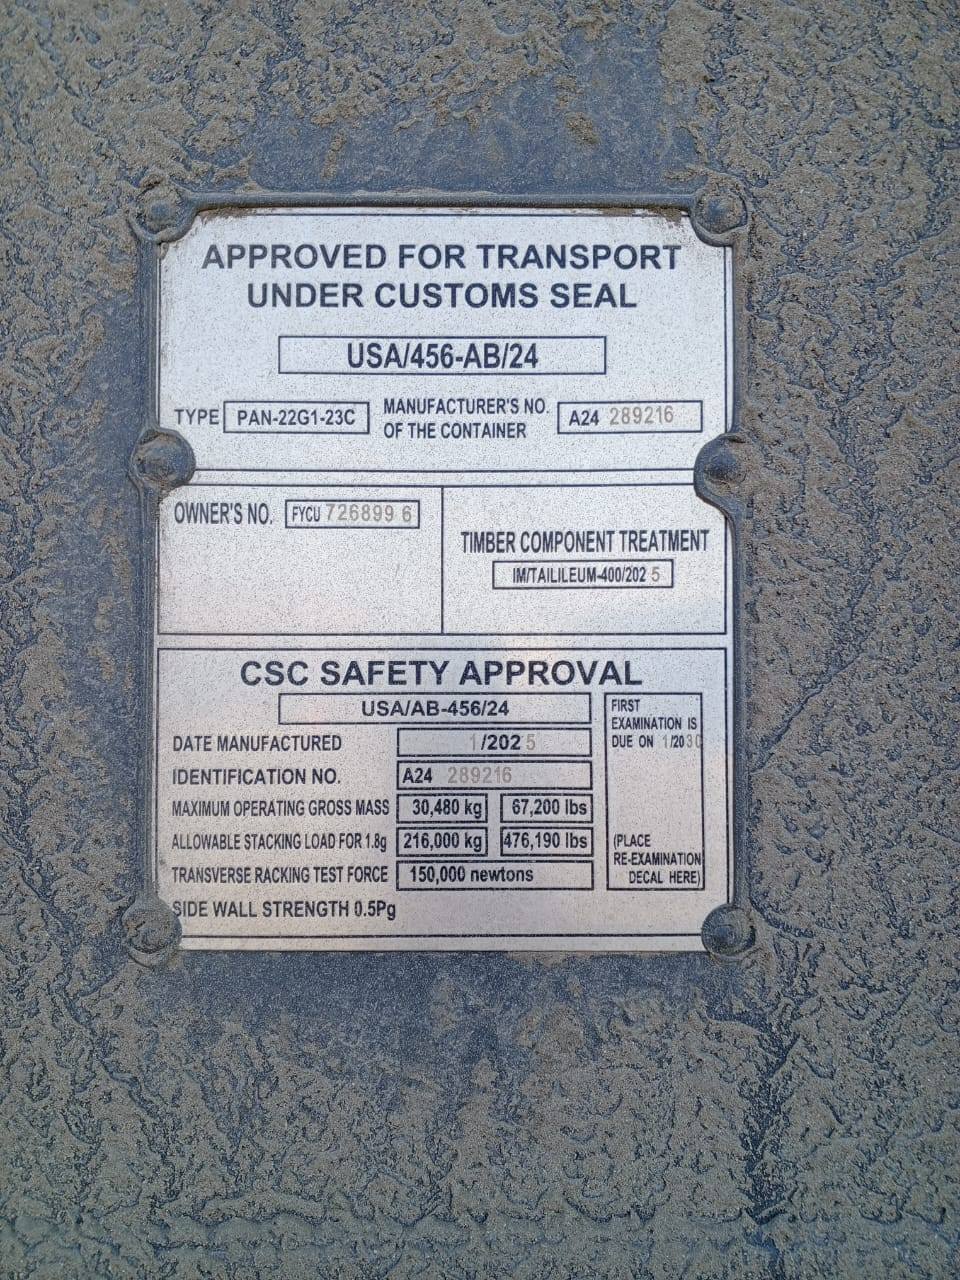 APPROVED FOR TRANSPORT
UNDER CUSTOMS SEAL
USA/456-AB/24
TYPE PAN-22G1-23C MANUFACTURER'S NO. OF THE CONTAINER A24 289216
OWNER'S NO. FYCU 726899 6
TIMBER COMPONENT TREATMENT
IM/TAILILEUM-400/2025
CSC SAFETY APPROVAL
USA/AB-456/24
DATE MANUFACTURED 1/2025
IDENTIFICATION NO. A24 289216
MAXIMUM OPERATING GROSS MASS 30,480 kg 67,200 lbs
ALLOWABLE STACKING LOAD FOR 1.8g 216,000 kg 476,190 lbs
TRANSVERSE RACKING TEST FORCE 150,000 newtons
SIDE WALL STRENGTH 0.5Pg
FIRST
EXAMINATION IS
DUE ON 1/2030
(PLACE
RE-EXAMINATION
DECAL HERE)